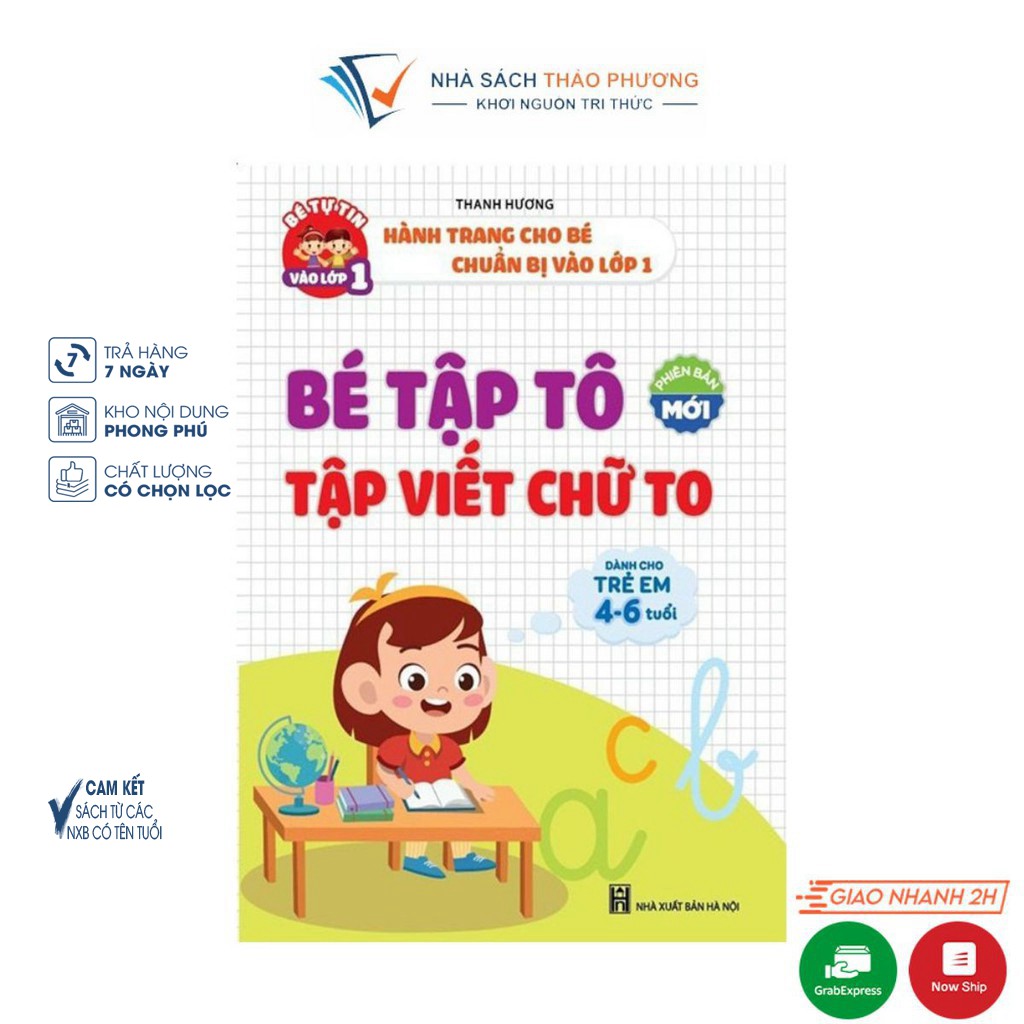 NHÀ SÁCH THẢO PHƯƠNG
KHƠI NGUỒN TRI THỨC
THANH HƯƠNG
BÉ TỰ TIN
VÀO LỚP 1
HÀNH TRANG CHO BÉ
CHUẨN BỊ VÀO LỚP 1
BÉ TẬP TÔ
PHIÊN BẢN
MỚI
TẬP VIẾT CHỮ TO
DÀNH CHO
TRẺ EM
4-6 tuổi
7
TRẢ HÀNG
7 NGÀY
KHO NỘI DUNG
PHONG PHÚ
CHẤT LƯỢNG
CÓ CHỌN LỌC
a c b
CAM KẾT
SÁCH TỪ CÁC
NXB CÓ TÊN TUỔI
NHÀ XUẤT BẢN HÀ NỘI
GIAO NHANH 2H
GrabExpress
Now Ship